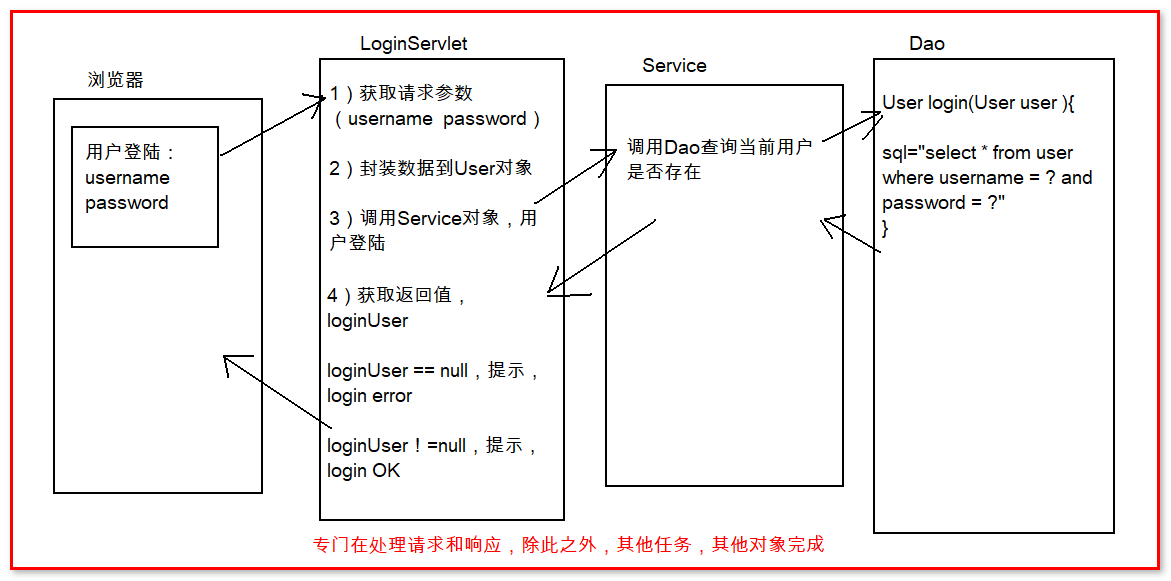 浏览器
用户登陆：
username
password
LoginServlet
1）获取请求参数
（username password）
2）封装数据到User对象
3）调用Service对象，用
户登陆
4）获取返回值，
loginUser
loginUser == null，提示，
login error
loginUser！=null，提示，
login OK
Service
调用Dao查询当前用户
是否存在
Dao
User login(User user ){
sql="select * from user
where username = ? and
password = ?"
}
专门在处理请求和响应，除此之外，其他任务，其他对象完成